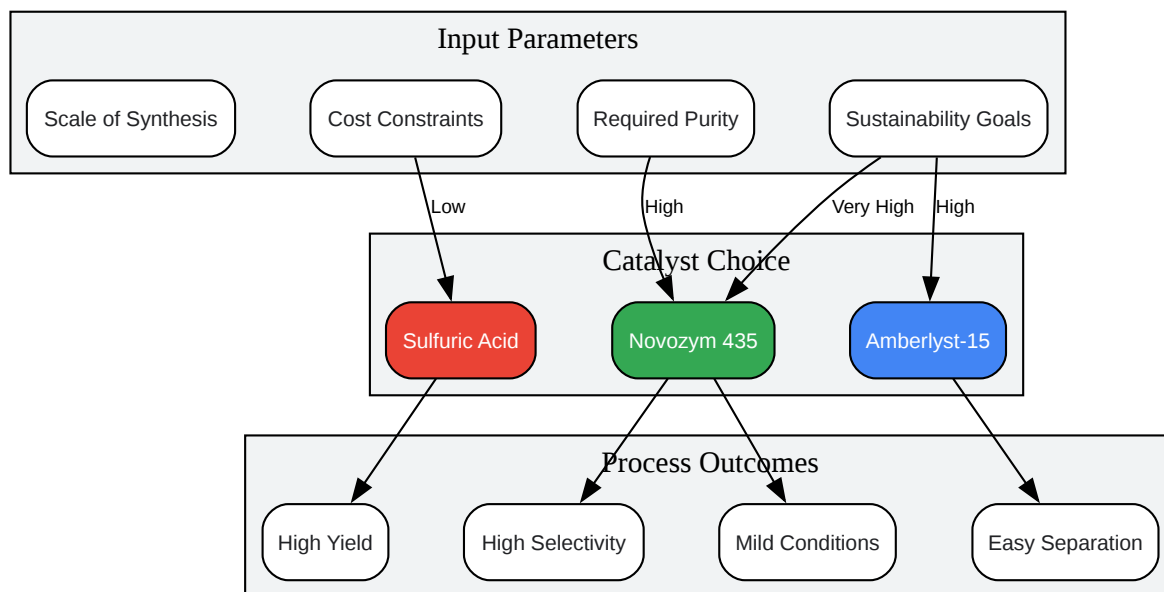 Input Parameters
Scale of Synthesis
Cost Constraints
Required Purity
Sustainability Goals
Low
High
Very High
High
Catalyst Choice
Sulfuric Acid
Novozym 435
Amberlyst-15
Process Outcomes
High Yield
High Selectivity
Mild Conditions
Easy Separation